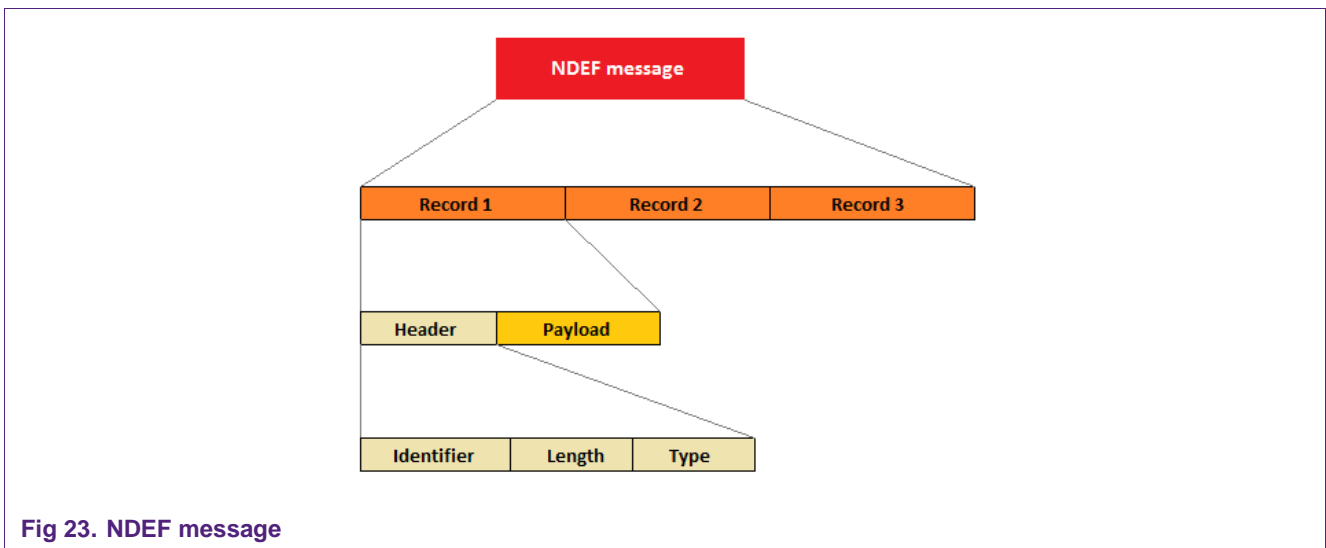 NDEF message
Record 1 Record 2 Record 3
Header Payload
Identifier Length Type
Fig 23. NDEF message